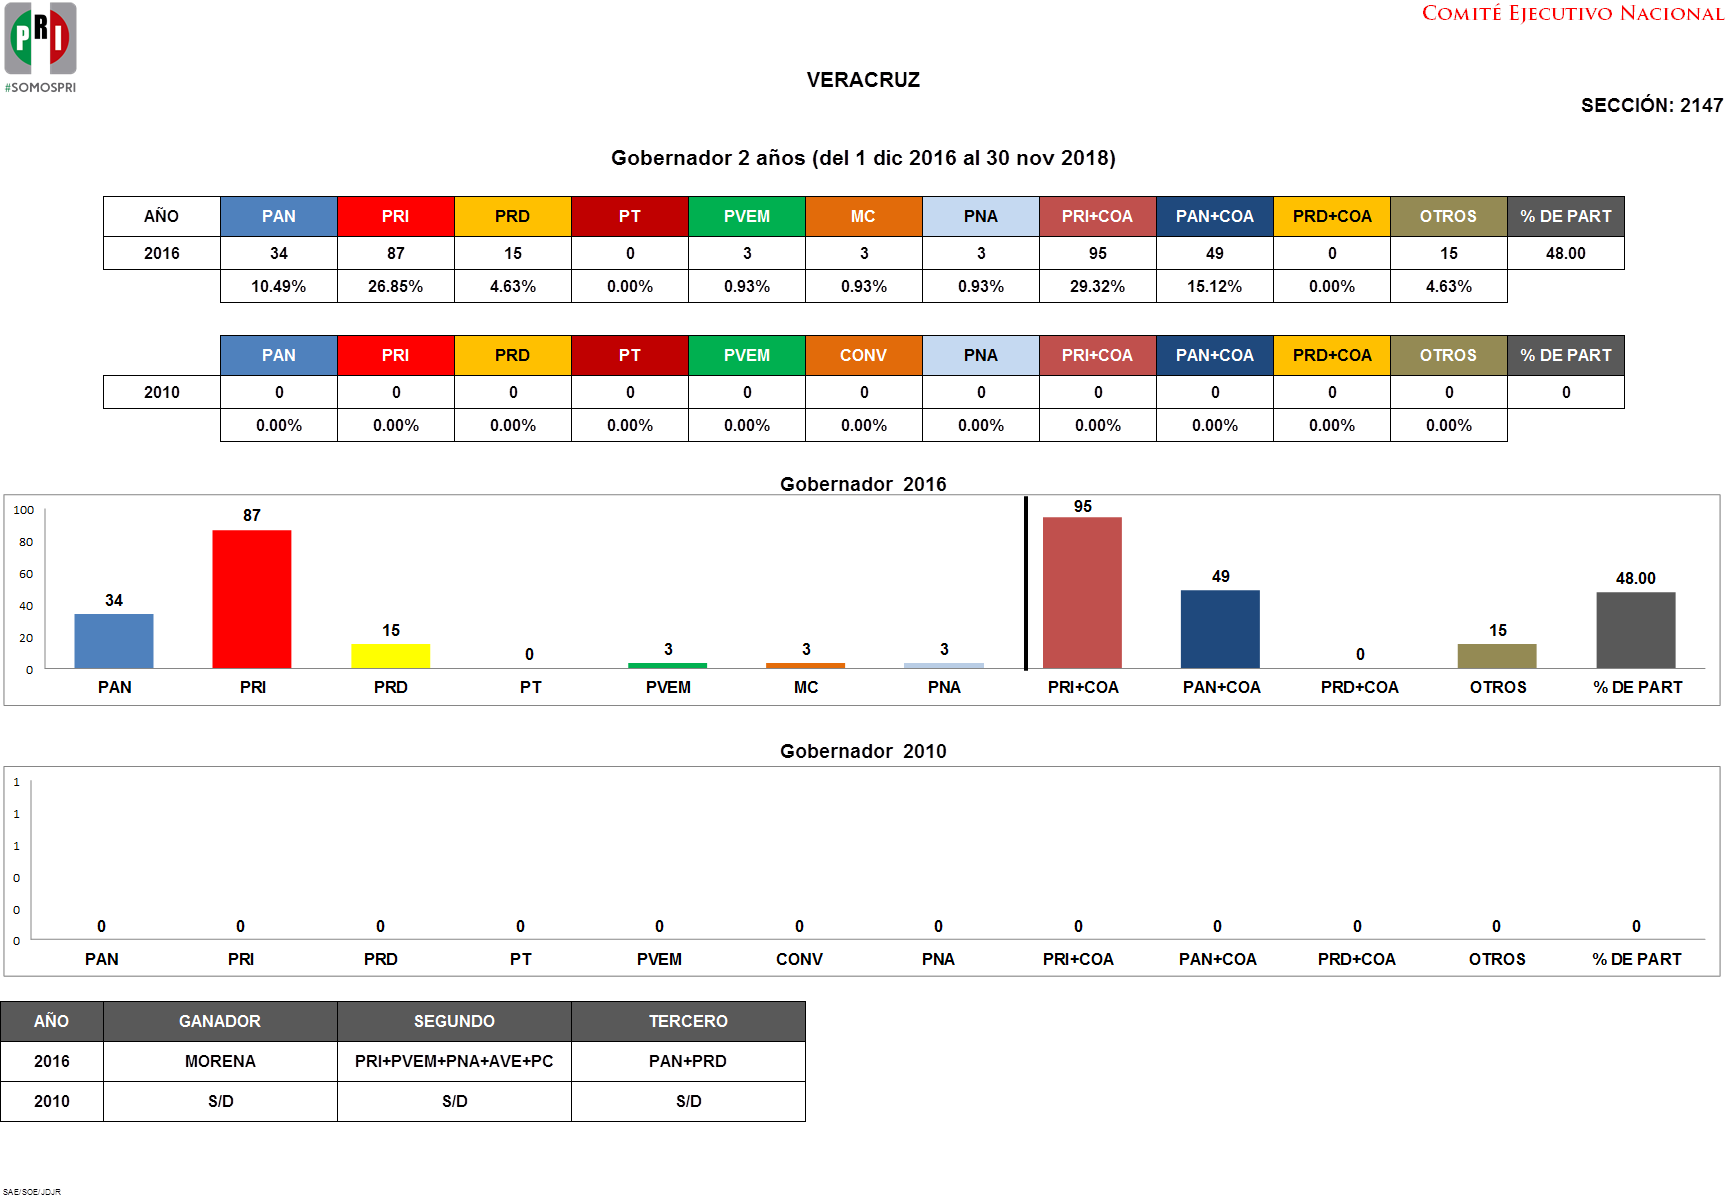 PRI
#SOMOSPRI
COMITÉ EJECUTIVO NACIONAL
VERACRUZ
SECCIÓN: 2147
Gobernador 2 años (del 1 dic 2016 al 30 nov 2018)
AÑO PAN PRI PRD PT PVEM MC PNA PRI+COA PAN+COA PRD+COA OTROS % DE PART
2016 34 87 15 0 3 3 3 95 49 0 15 48.00
10.49% 26.85% 4.63% 0.00% 0.93% 0.93% 0.93% 29.32% 15.12% 0.00% 4.63%
PAN PRI PRD PT PVEM CONV PNA PRI+COA PAN+COA PRD+COA OTROS % DE PART
2010 0 0 0 0 0 0 0 0 0 0 0 0
0.00% 0.00% 0.00% 0.00% 0.00% 0.00% 0.00% 0.00% 0.00% 0.00% 0.00%
Gobernador 2016
100
80
60
40
20
0
34 87 15 0 3 3 3 95 49 0 15 48.00
PAN PRI PRD PT PVEM MC PNA PRI+COA PAN+COA PRD+COA OTROS % DE PART
Gobernador 2010
1
1
1
0
0
0
0 0 0 0 0 0 0 0 0 0 0 0
PAN PRI PRD PT PVEM CONV PNA PRI+COA PAN+COA PRD+COA OTROS % DE PART
AÑO GANADOR SEGUNDO TERCERO
2016 MORENA PRI+PVEM+PNA+AVE+PC PAN+PRD
2010 S/D S/D S/D
SAE/SOE/JDJR